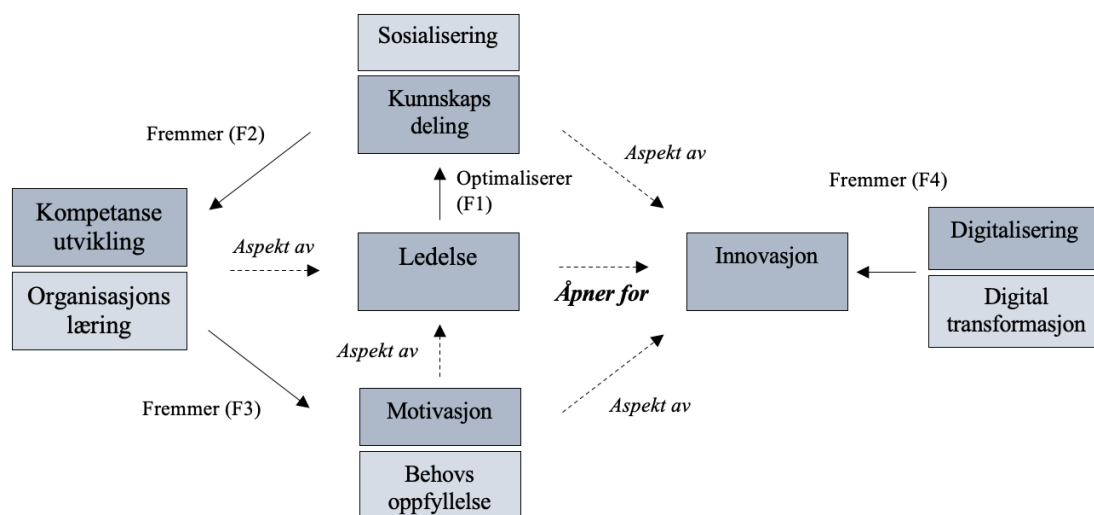 Sosialisering
Kunnskaps
deling
Fremmer (F2)
Aspekt av
Optimaliserer
(F1)
Fremmer (F4)
Kompetanse
utvikling
Organisasjons
læring
Aspekt av
Ledelse
Åpner for
Innovasjon
Digitalisering
Digital
transformasjon
Aspekt av
Fremmer (F3)
Motivasjon
Behovs
oppfyllelse
Aspekt av